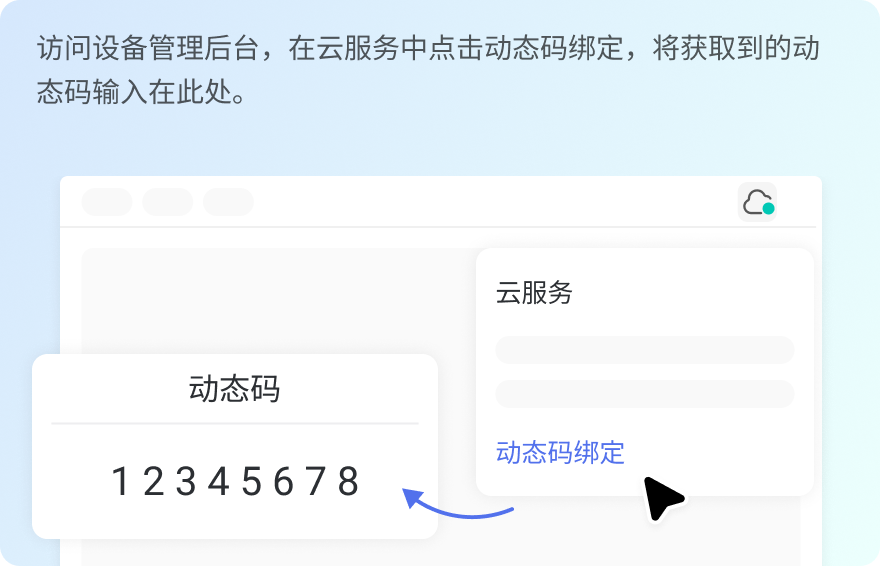 访问设备管理后台，在云服务中点击动态码绑定，将获取到的动
态码输入在此处。
云服务
动态码
动态码绑定
1 2 3 4 5 6 7 8